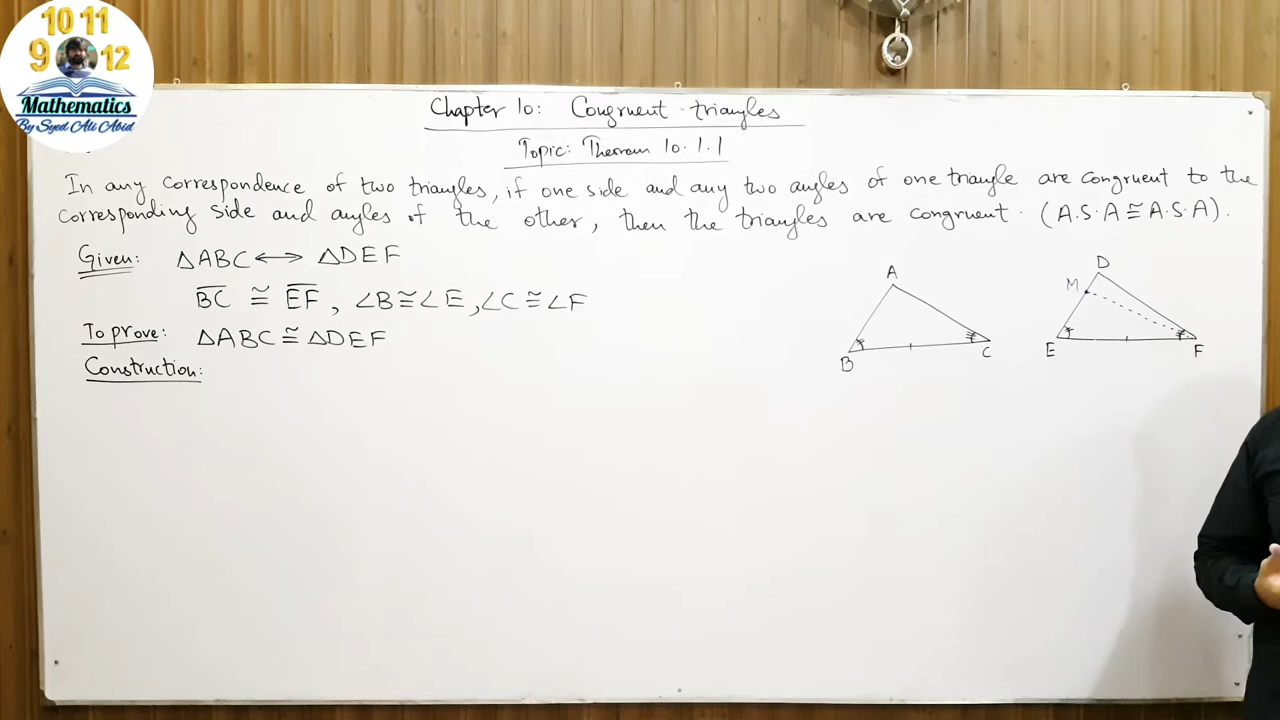 10 11
9 12
Mathematics
By Syed Ali Abid
Chapter 10: Congruent triangles
Topic: Theorem 10.1.1
In any correspondence of two triangles, if one side and any two angles of one triangle are congruent to the
corresponding side and angles of the other, then the triangles are congruent. (A.S.A ≅ A.S.A).
Given: △ABC ↔ △DEF
B̅C̅ ≅ E̅F̅, ∠B ≅ ∠E, ∠C ≅ ∠F
To prove: △ABC ≅ △DEF
Construction:
A
B
C
D
M
E
F